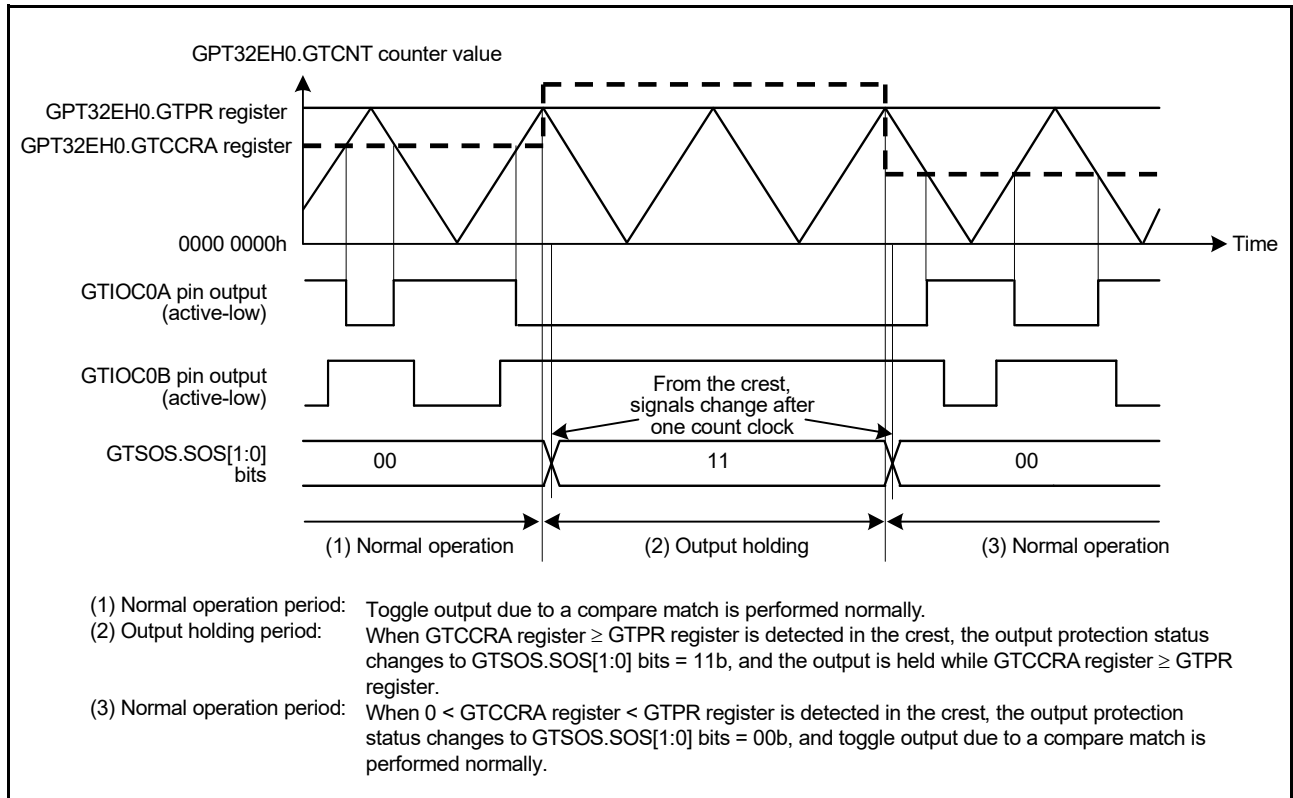 GPT32EH0.GTCNT counter value
GPT32EH0.GTPR register
GPT32EH0.GTCCRA register
0000 0000h
Time
GTIOC0A pin output
(active-low)
GTIOC0B pin output
(active-low)
From the crest,
signals change after
one count clock
GTSOS.SOS[1:0]
bits
00
11
00
(1) Normal operation
(2) Output holding
(3) Normal operation
(1) Normal operation period: Toggle output due to a compare match is performed normally.
(2) Output holding period: When GTCCRA register ≥ GTPR register is detected in the crest, the output protection status
changes to GTSOS.SOS[1:0] bits = 11b, and the output is held while GTCCRA register ≥ GTPR
register.
(3) Normal operation period: When 0 < GTCCRA register < GTPR register is detected in the crest, the output protection
status changes to GTSOS.SOS[1:0] bits = 00b, and toggle output due to a compare match is
performed normally.